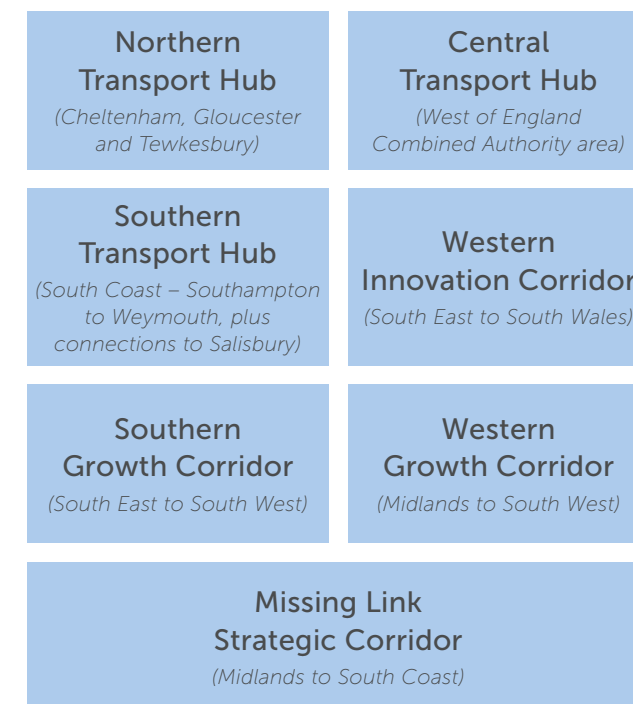 Northern
Transport Hub
(Cheltenham, Gloucester
and Tewkesbury)
Central
Transport Hub
(West of England
Combined Authority area)
Southern
Transport Hub
(South Coast – Southampton
to Weymouth, plus
connections to Salisbury)
Western
Innovation Corridor
(South East to South Wales)
Southern
Growth Corridor
(South East to South West)
Western
Growth Corridor
(Midlands to South West)
Missing Link
Strategic Corridor
(Midlands to South Coast)